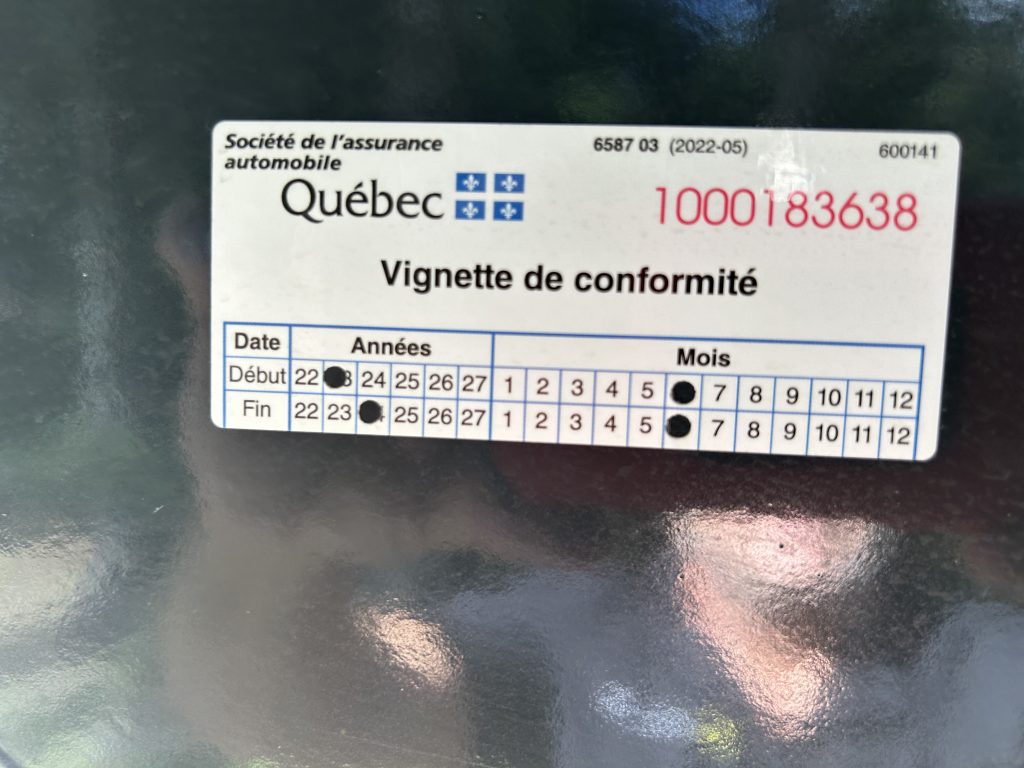 Société de l'assurance
automobile
Québec
6587 03 (2022-05)
600141
1000183638
Vignette de conformité
Date Années Mois
Début 22 24 25 26 27 1 2 3 4 5 7 8 9 10 11 12
Fin 22 23 25 26 27 1 2 3 4 5 7 8 9 10 11 12